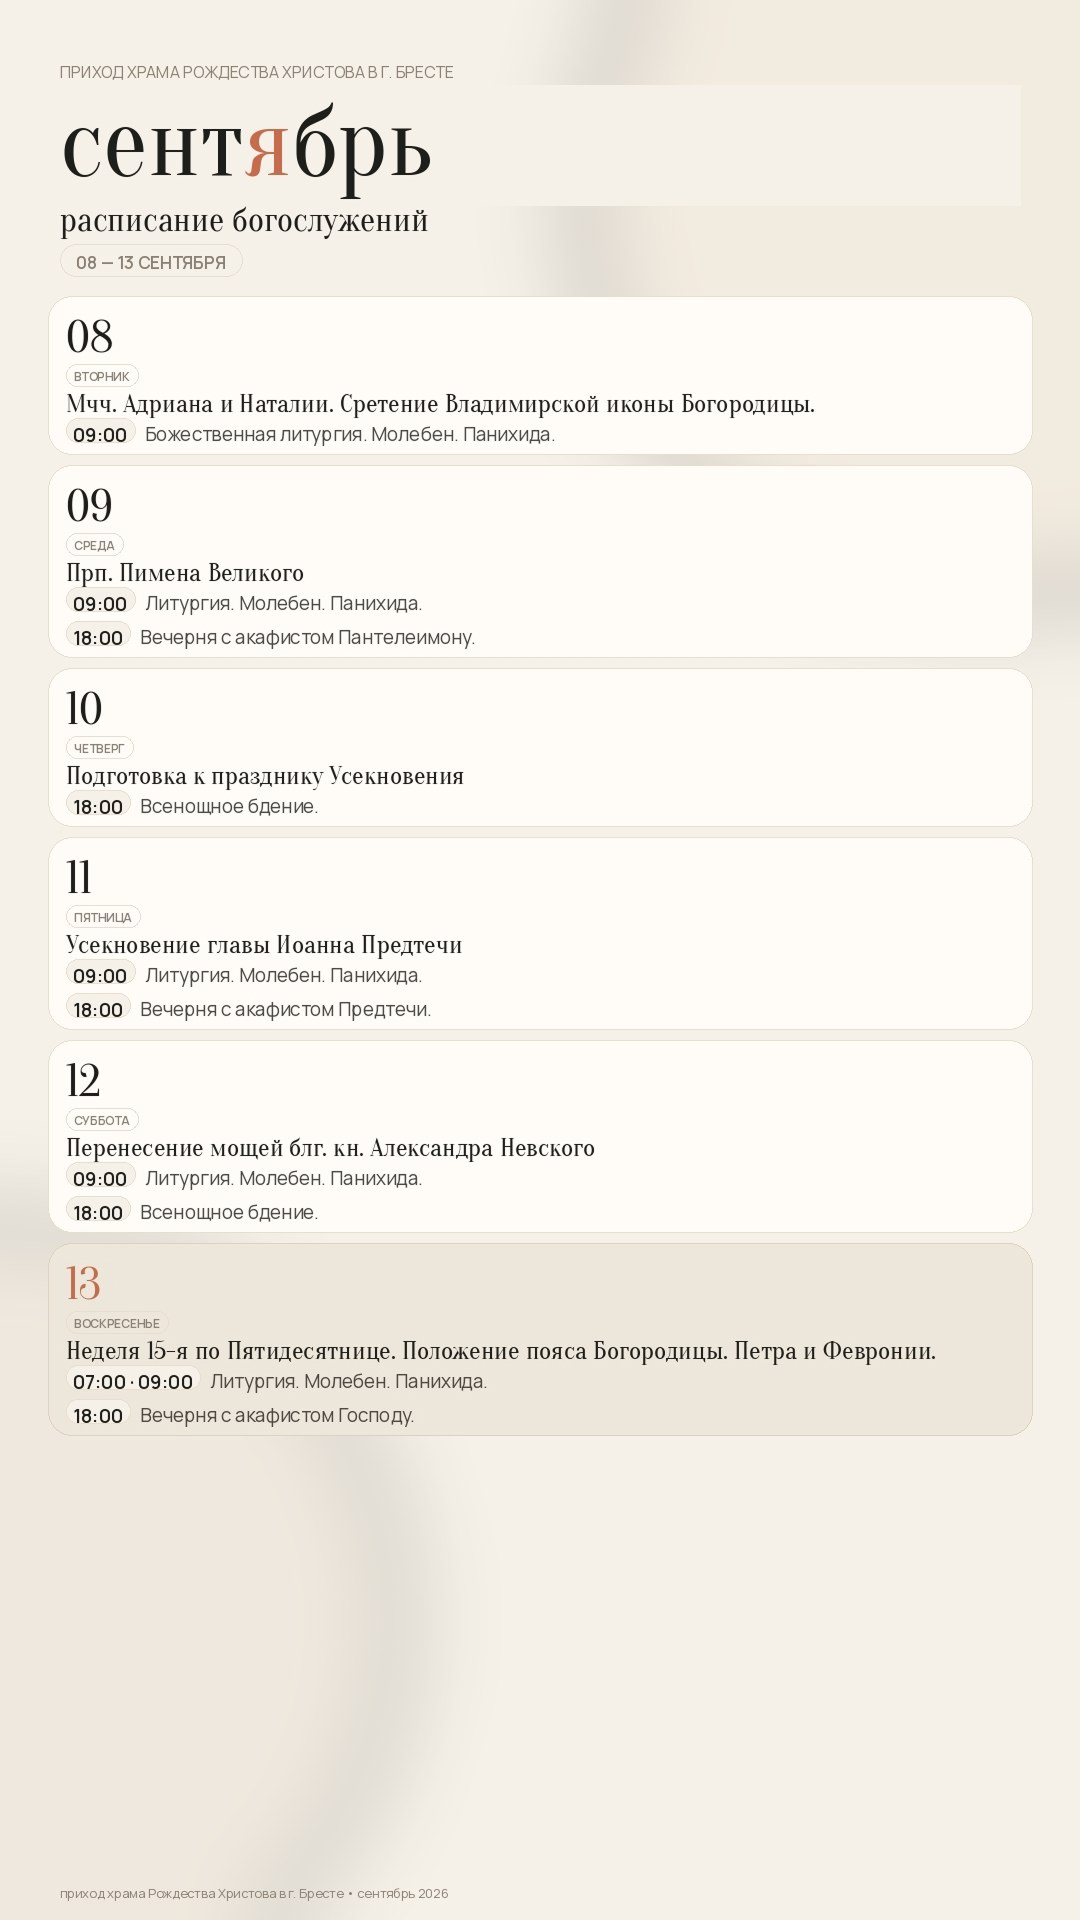 ПРИХОД ХРАМА РОЖДЕСТВА ХРИСТОВА В Г. БРЕСТЕ
сентябрь
расписание богослужений
08 — 13 СЕНТЯБРЯ
08
ВТОРНИК
Мчч. Адриана и Наталии. Сретение Владимирской иконы Богородицы.
09:00 Божественная литургия. Молебен. Панихида.
09
СРЕДА
Прп. Пимена Великого
09:00 Литургия. Молебен. Панихида.
18:00 Вечерня с акафистом Пантелеимону.
10
ЧЕТВЕРГ
Подготовка к празднику Усекновения
18:00 Всенощное бдение.
11
ПЯТНИЦА
Усекновение главы Иоанна Предтечи
09:00 Литургия. Молебен. Панихида.
18:00 Вечерня с акафистом Предтечи.
12
СУББОТА
Перенесение мощей блг. кн. Александра Невского
09:00 Литургия. Молебен. Панихида.
18:00 Всенощное бдение.
13
ВОСКРЕСЕНЬЕ
Неделя 15-я по Пятидесятнице. Положение пояса Богородицы. Петра и Февронии.
07:00 · 09:00 Литургия. Молебен. Панихида.
18:00 Вечерня с акафистом Господу.
приход храма Рождества Христова в г. Бресте • сентябрь 2026